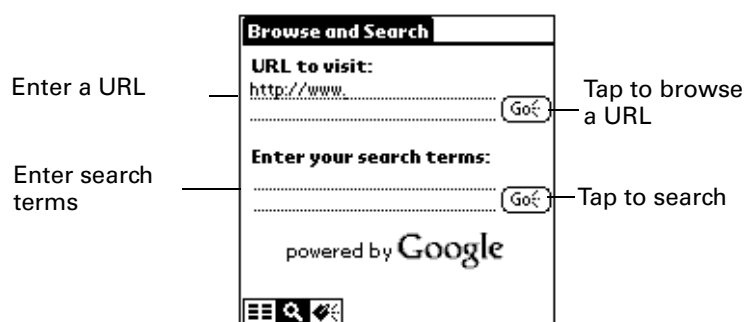 Browse and Search
URL to visit:
http://www.
Go
Enter your search terms:
Go
powered by Google
Enter a URL
Enter search
terms
Tap to browse
a URL
Tap to search